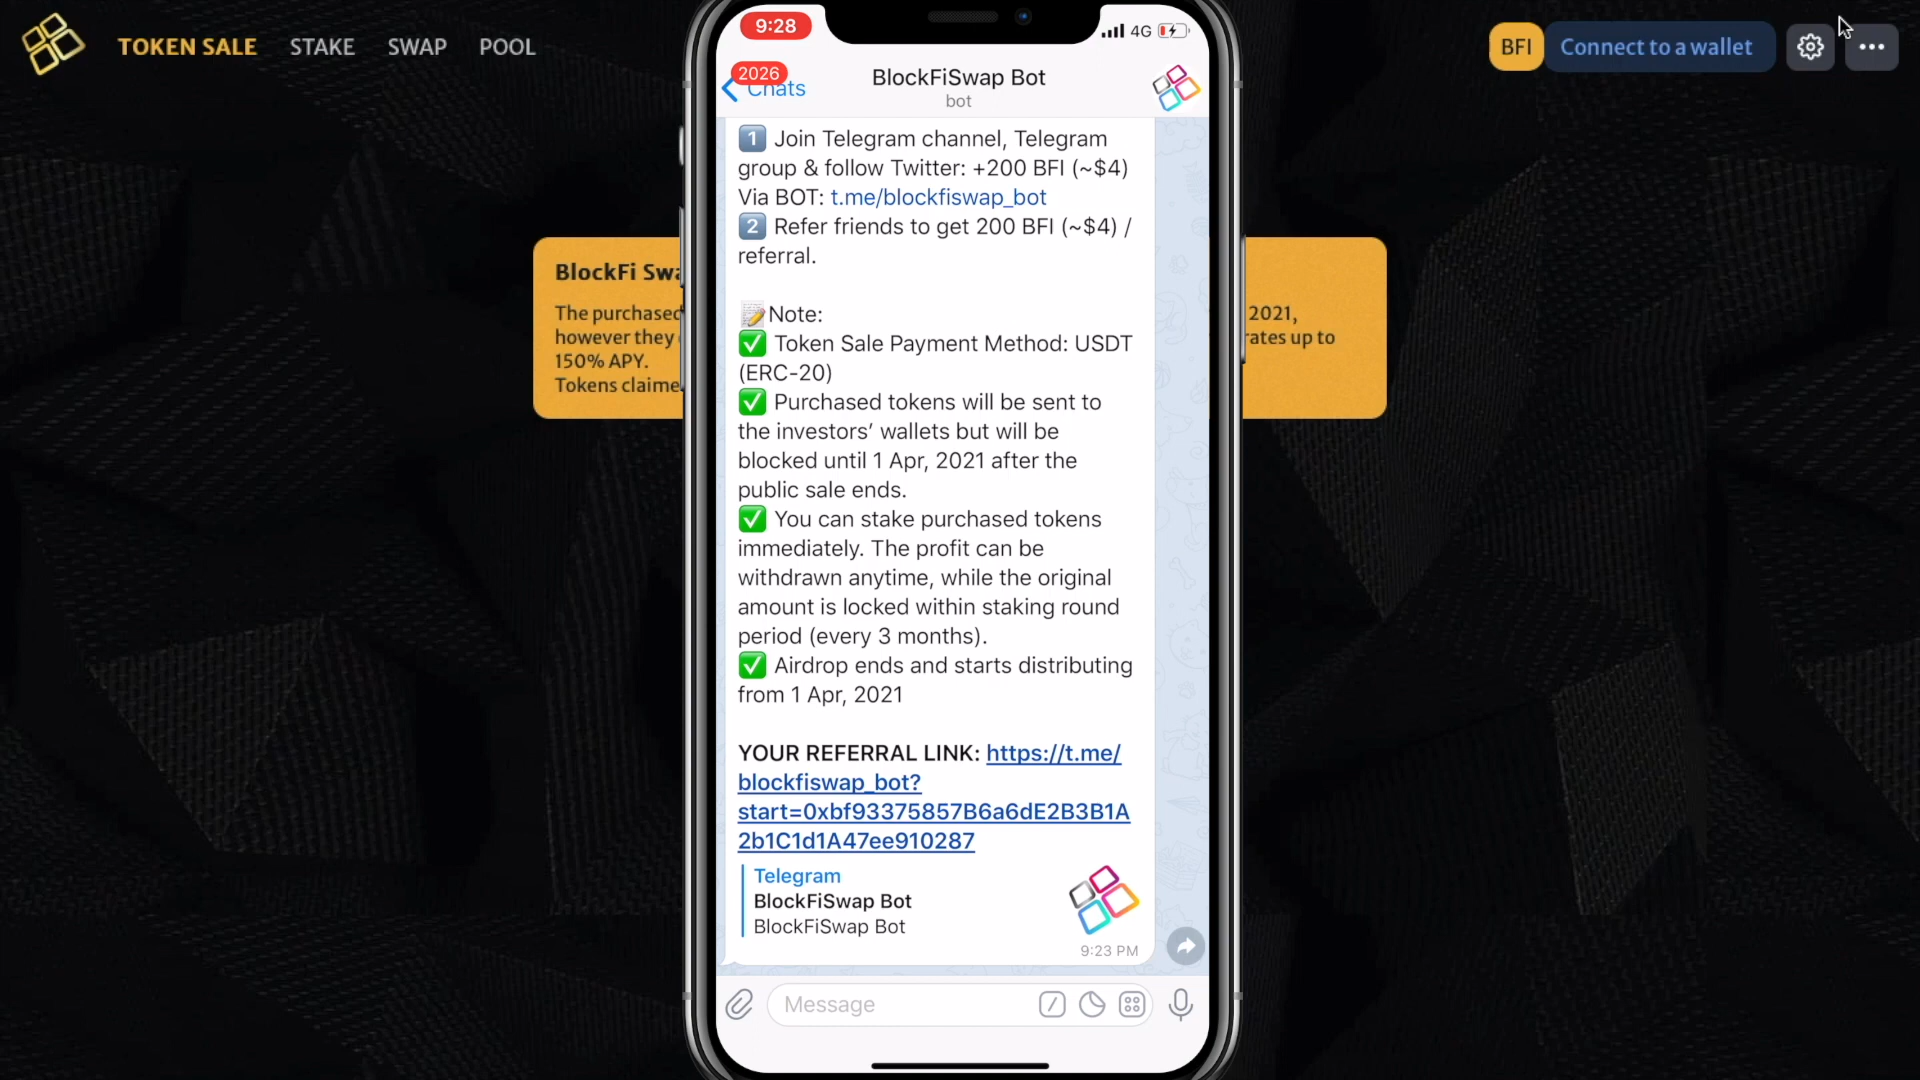 TOKEN SALE
STAKE
SWAP
POOL
BFI
Connect to a wallet
BlockFi Swa
The purchased
however they
150% APY.
Tokens claime
2021,
rates up to
9:28
4G
2026
Chats
BlockFiSwap Bot
bot
1 Join Telegram channel, Telegram
group & follow Twitter: +200 BFI (~$4)
Via BOT: t.me/blockfiswap_bot
2 Refer friends to get 200 BFI (~$4) /
referral.
Note:
Token Sale Payment Method: USDT
(ERC-20)
Purchased tokens will be sent to
the investors’ wallets but will be
blocked until 1 Apr, 2021 after the
public sale ends.
You can stake purchased tokens
immediately. The profit can be
withdrawn anytime, while the original
amount is locked within staking round
period (every 3 months).
Airdrop ends and starts distributing
from 1 Apr, 2021
YOUR REFERRAL LINK: https://t.me/
blockfiswap_bot?
start=0xbf93375857B6a6dE2B3B1A
2b1C1d1A47ee910287
Telegram
BlockFiSwap Bot
BlockFiSwap Bot
9:23 PM
Message